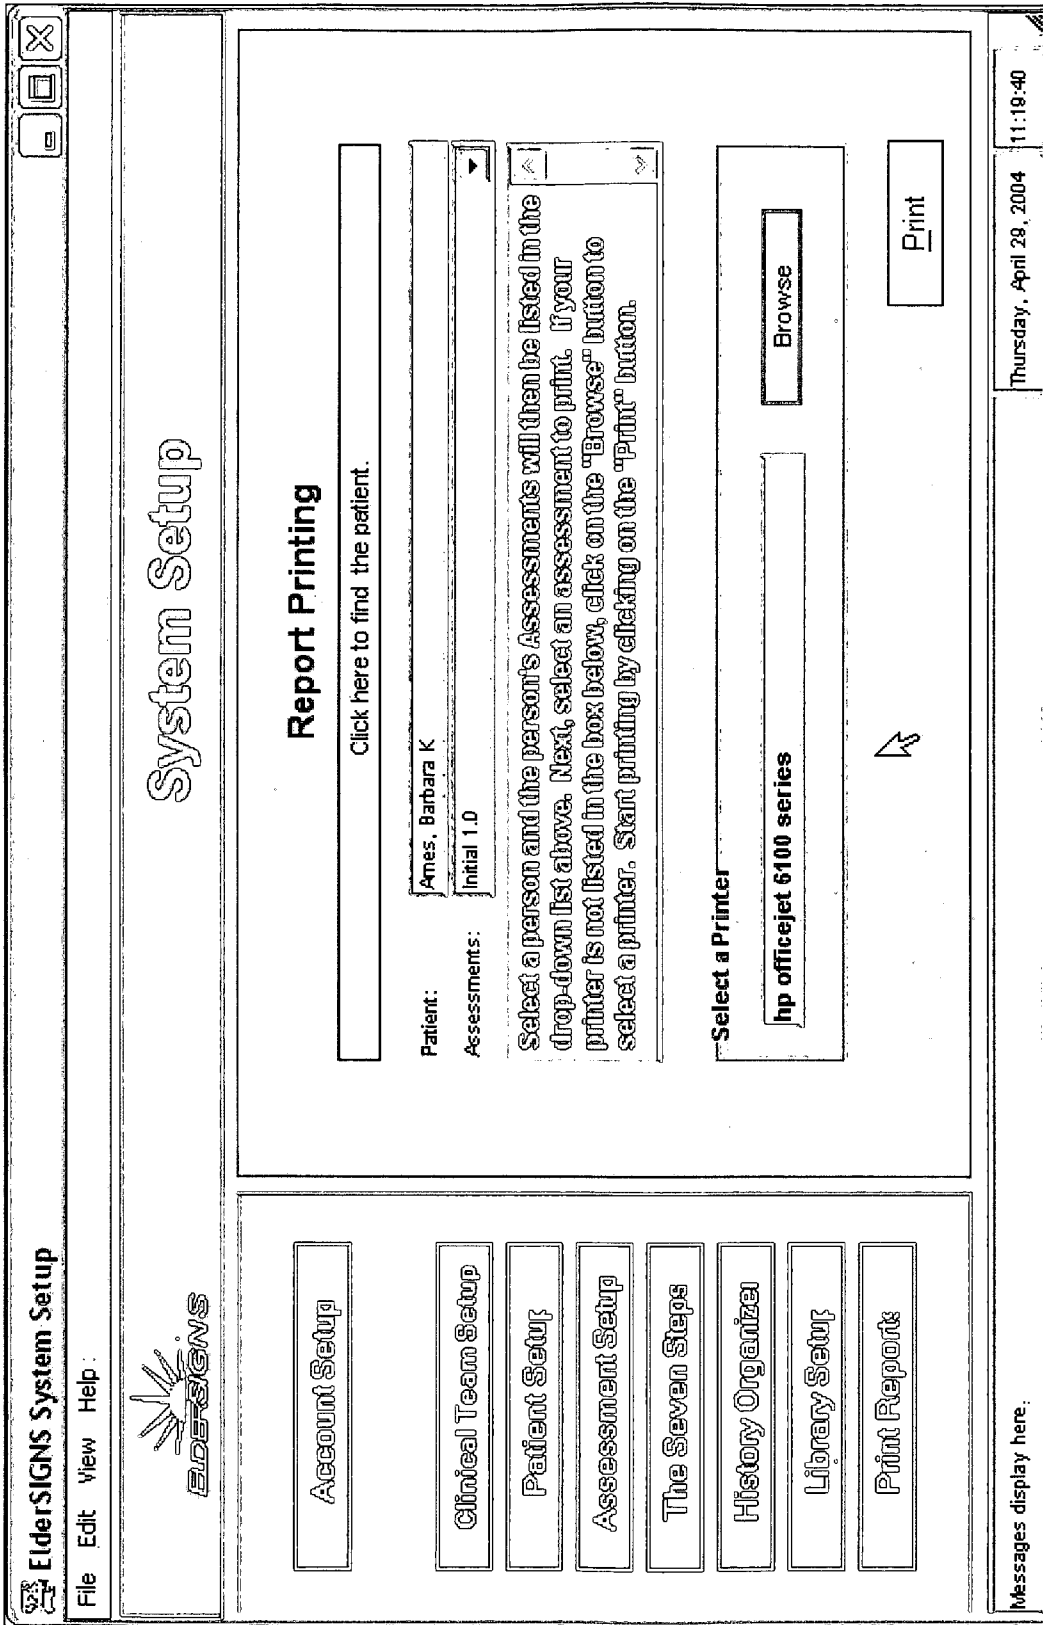 ElderSIGNS System Setup
File Edit View Help
ELDERSIGNS
System Setup
Account Setup
Clinical Team Setup
Patient Setup
Assessment Setup
The Seven Steps
History Organizer
Library Setup
Print Reports
Report Printing
Click here to find the patient.
Patient: Ames, Barbara K
Assessments: Initial 1.0
Select a person and the person's Assessments will then be listed in the
drop-down list above. Next, select an assessment to print. If your
printer is not listed in the box below, click on the "Browse" button to
select a printer. Start printing by clicking on the "Print" button.
Select a Printer
hp officejet 6100 series
Browse
Print
Messages display here.
Thursday, April 29, 2004
11:19:40